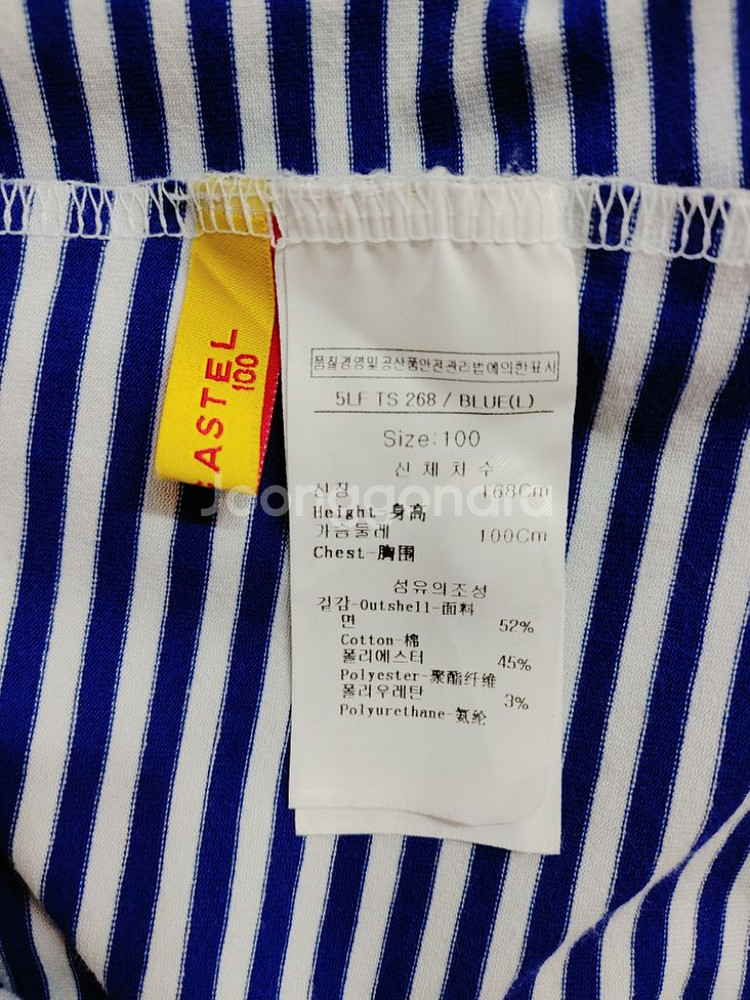 ASTEL
100
품질경영및공산품안전관리법에의한표시
5LF TS 268 / BLUE(L)
Size:100
신체치수
신장 168Cm
Height-身高
가슴둘레 100Cm
Chest-胸围
섬유의조성
겉감-Outshell-面料
면 52%
Cotton-棉
폴리에스터 45%
Polyester-聚酯纤维
폴리우레탄 3%
Polyurethane-氨纶
Joonggonara